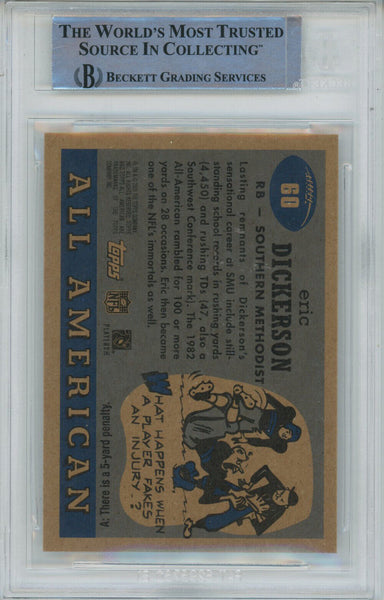 THE WORLD'S MOST TRUSTED
SOURCE IN COLLECTING™
BECKETT GRADING SERVICES
60
eric
DICKERSON
RB – SOUTHERN METHODIST
Lasting remnants of Dickerson's
sensational career at SMU include still-
standing school records in rushing yards
(4,450) and rushing TDs (47, also a
Southwest Conference mark). The 1982
All-American rambled for 100 or more
yards on 28 occasions. Eric then became
one of the NFL's immortals as well.
WHAT HAPPENS WHEN
A PLAYER FAKES
AN INJURY?
A: There is a 5-yard penalty.
topps
NFL
PLAYERS
ALL AMERICAN